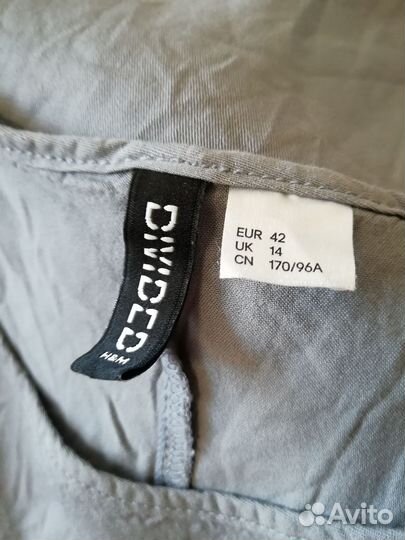 DIVIDED
H&M
EUR 42
UK 14
CN 170/96A
Avito